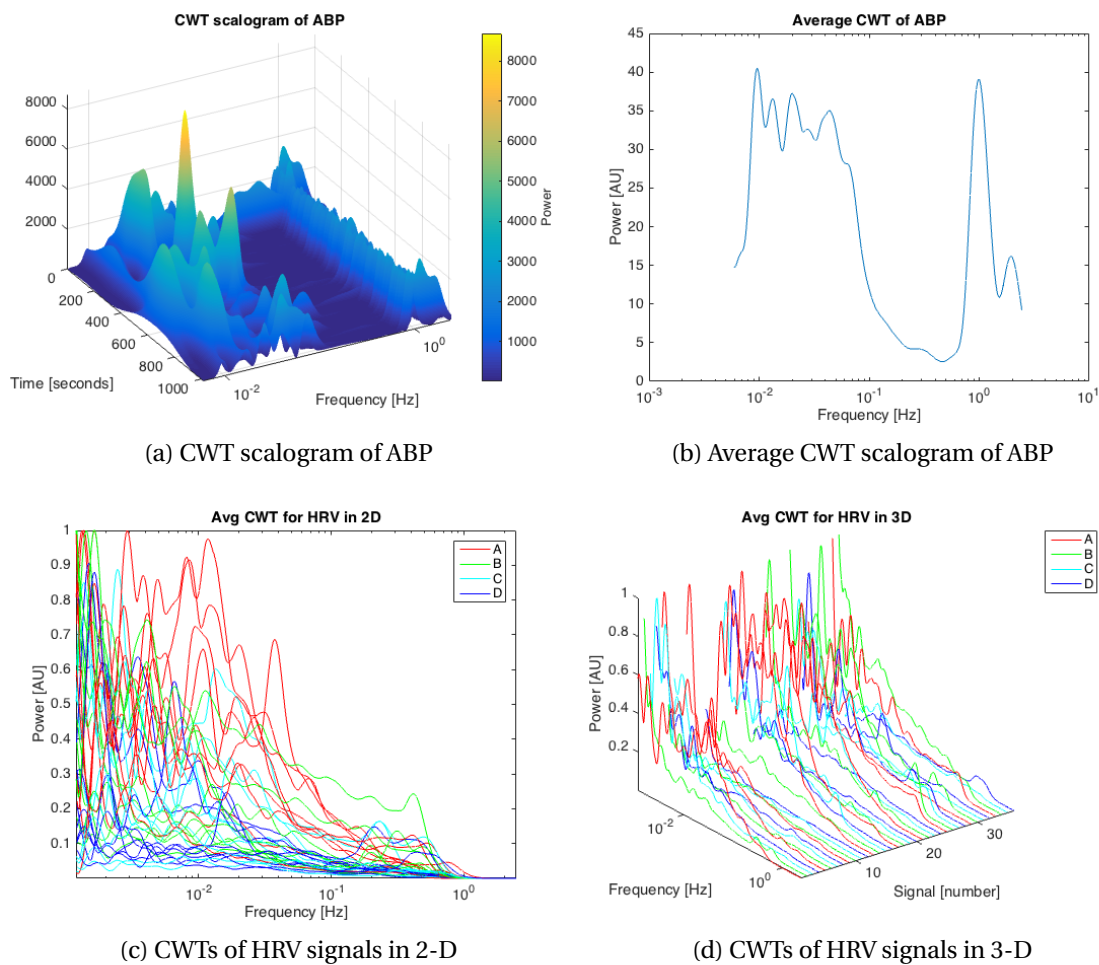 CWT scalogram of ABP
8000
6000
4000
2000
0
200
400
600
800
1000
Time [seconds]
10^-2
10^0
Frequency [Hz]
8000
7000
6000
5000
4000
3000
2000
1000
Power
(a) CWT scalogram of ABP
Average CWT of ABP
45
40
35
30
25
20
15
10
5
0
Power [AU]
10^-3
10^-2
10^-1
10^0
10^1
Frequency [Hz]
(b) Average CWT scalogram of ABP
Avg CWT for HRV in 2D
1
0.9
0.8
0.7
0.6
0.5
0.4
0.3
0.2
0.1
Power [AU]
A
B
C
D
10^-2
10^-1
10^0
Frequency [Hz]
(c) CWTs of HRV signals in 2-D
Avg CWT for HRV in 3D
A
B
C
D
1
0.8
0.6
0.4
0.2
Power [AU]
10^-2
10^0
Frequency [Hz]
10
20
30
Signal [number]
(d) CWTs of HRV signals in 3-D